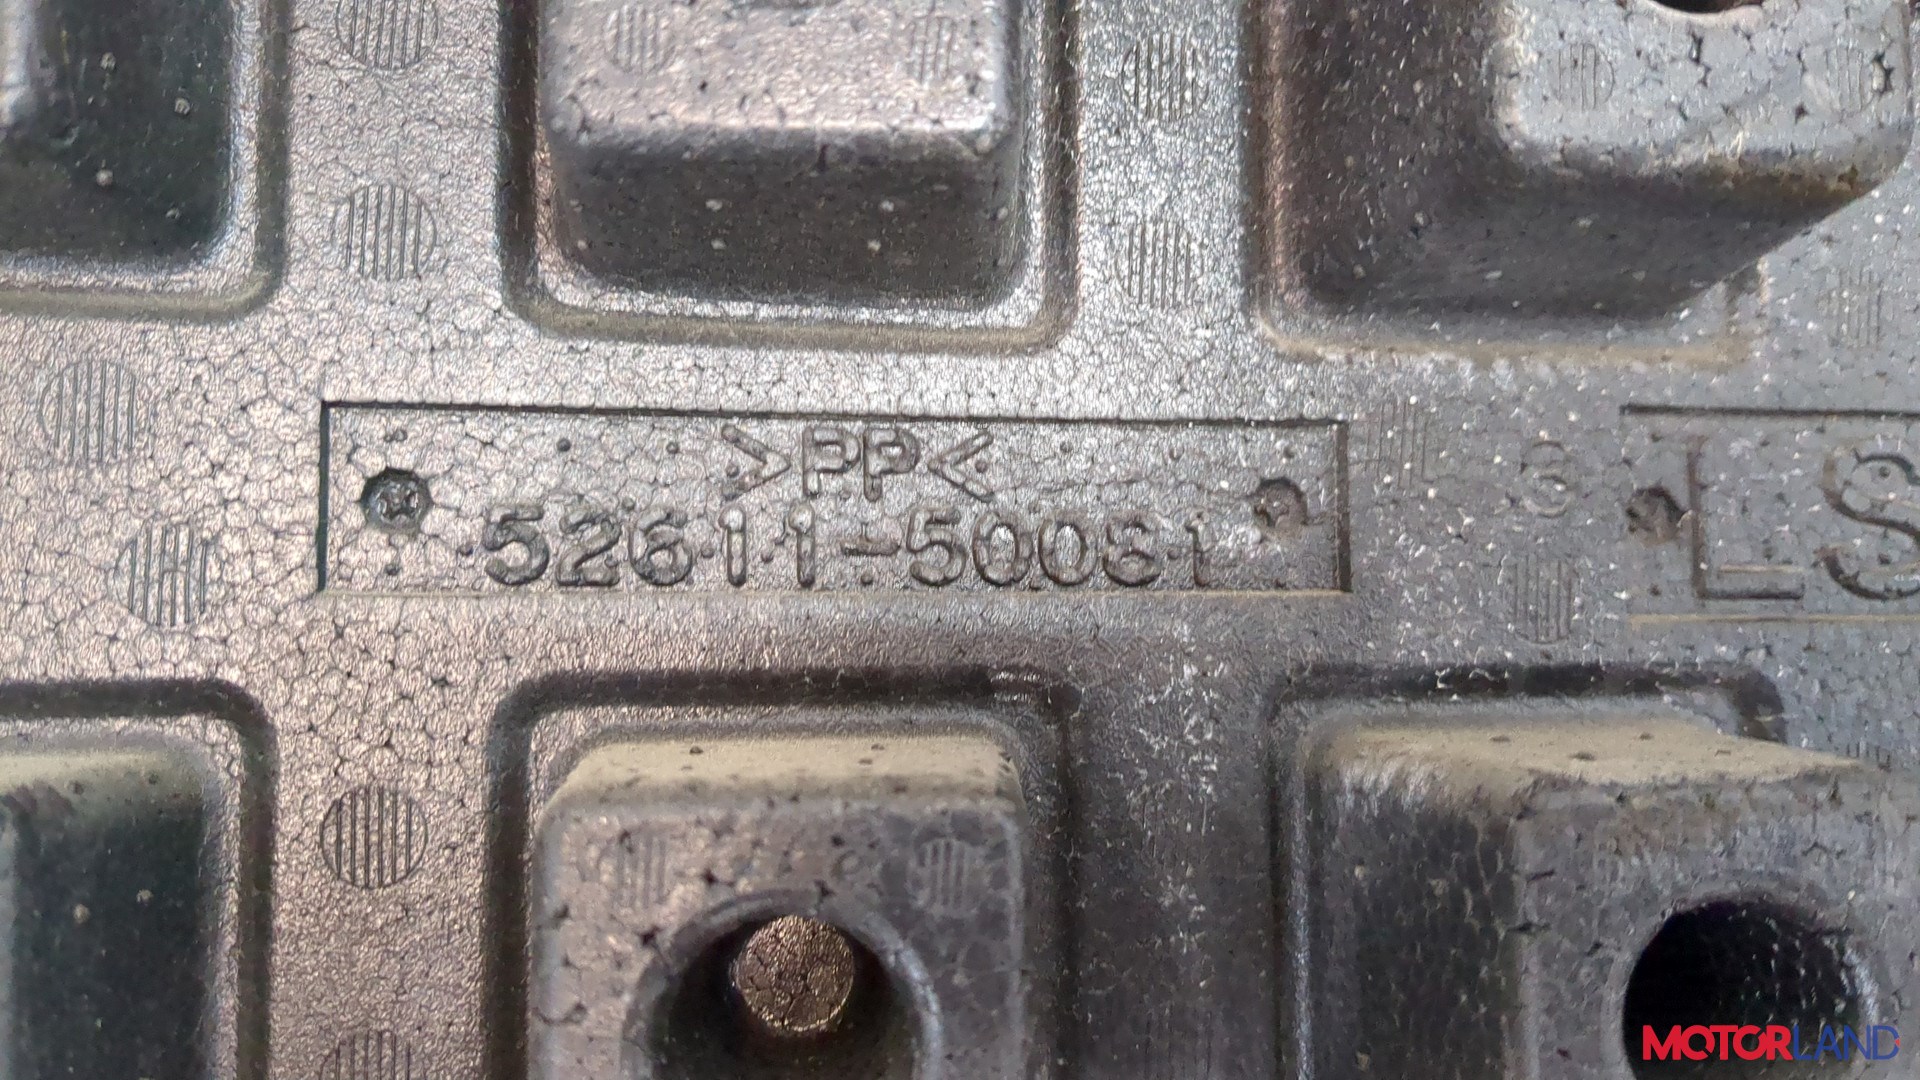 >PP<
52611-50081
LS
MOTORLAND